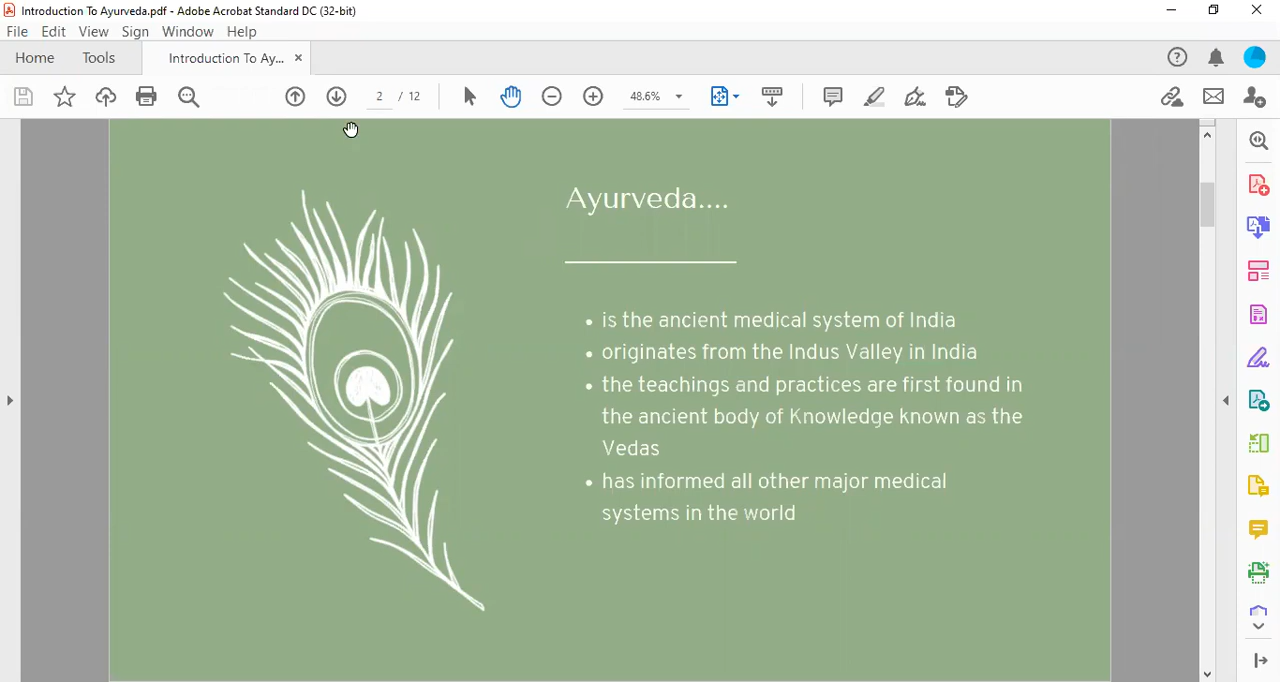 Introduction To Ayurveda.pdf - Adobe Acrobat Standard DC (32-bit)
File Edit View Sign Window Help
Home Tools Introduction To Ay... ×
2 / 12 48.6%
Ayurveda....
• is the ancient medical system of India
• originates from the Indus Valley in India
• the teachings and practices are first found in
the ancient body of Knowledge known as the
Vedas
• has informed all other major medical
systems in the world